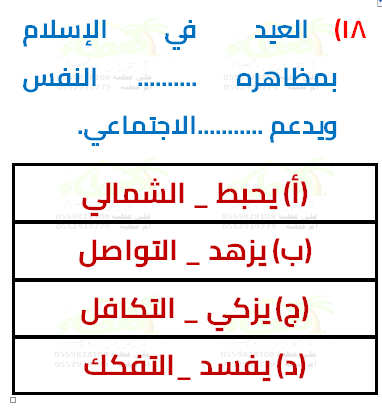 ١٨) العيد في الإسلام
بمظاهره .......... النفس
ويدعم ...........الاجتماعي.
(أ) يحبط _ الشمالي
(ب) يزهد _ التواصل
(ج) يزكي _ التكافل
(د) يفسد _ التفكك